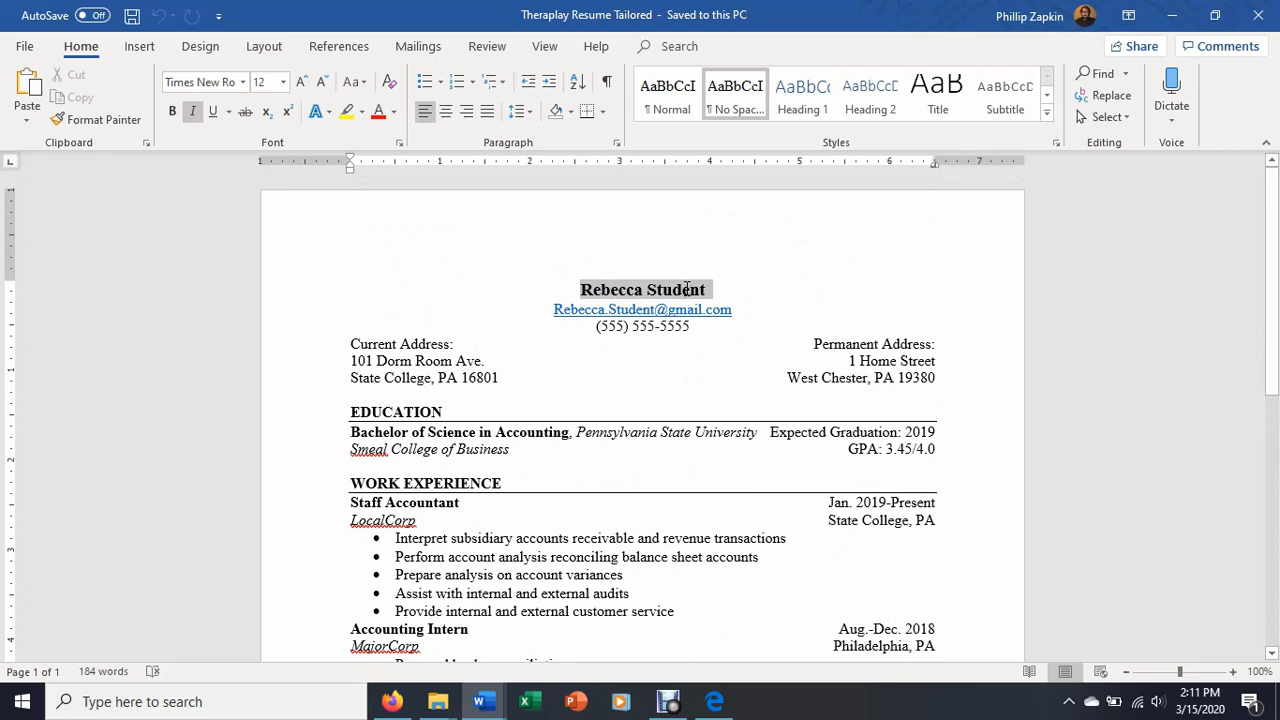 AutoSave Off
Theraplay Resume Tailored - Saved to this PC
Phillip Zapkin
File Home Insert Design Layout References Mailings Review View Help Search
Share Comments
Paste
Cut
Copy
Format Painter
Clipboard
Times New Ro 12
Font
Paragraph
AaBbCcI AaBbCcI AaBbCc AaBbCcI AaB AaBbCcI
¶ Normal ¶ No Spac... Heading 1 Heading 2 Title Subtitle
Styles
Find
Replace
Select
Editing
Dictate
Voice
Rebecca Student
Rebecca.Student@gmail.com
(555) 555-5555
Current Address: Permanent Address:
101 Dorm Room Ave. 1 Home Street
State College, PA 16801 West Chester, PA 19380
EDUCATION
Bachelor of Science in Accounting, Pennsylvania State University Expected Graduation: 2019
Smeal College of Business GPA: 3.45/4.0
WORK EXPERIENCE
Staff Accountant Jan. 2019-Present
LocalCorp State College, PA
• Interpret subsidiary accounts receivable and revenue transactions
• Perform account analysis reconciling balance sheet accounts
• Prepare analysis on account variances
• Assist with internal and external audits
• Provide internal and external customer service
Accounting Intern Aug.-Dec. 2018
MajorCorp Philadelphia, PA
Page 1 of 1 184 words 100%
Type here to search
2:11 PM
3/15/2020